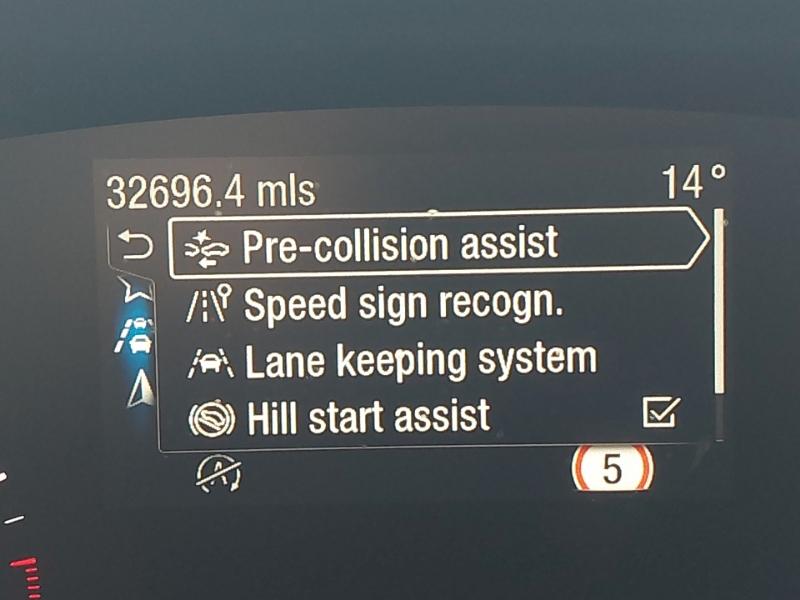 32696.4 mls 14°
Pre-collision assist
Speed sign recogn.
Lane keeping system
Hill start assist
A 5